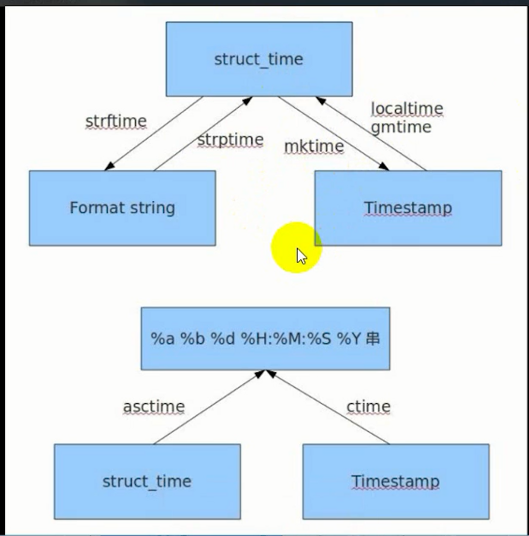 struct_time
strftime
strptime
mktime
localtime
gmtime
Format string
Timestamp
%a %b %d %H:%M:%S %Y 串
asctime
ctime
struct_time
Timestamp